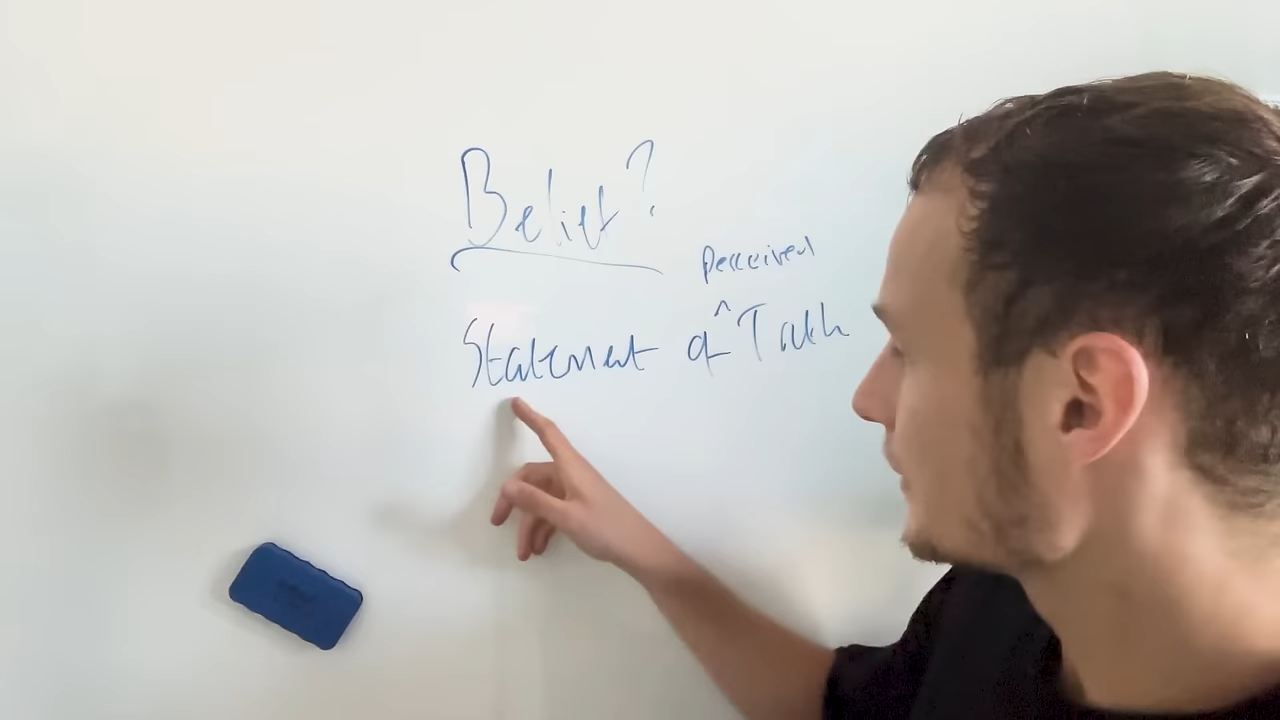 Belief?
Perceived
Statement of ^ Truth